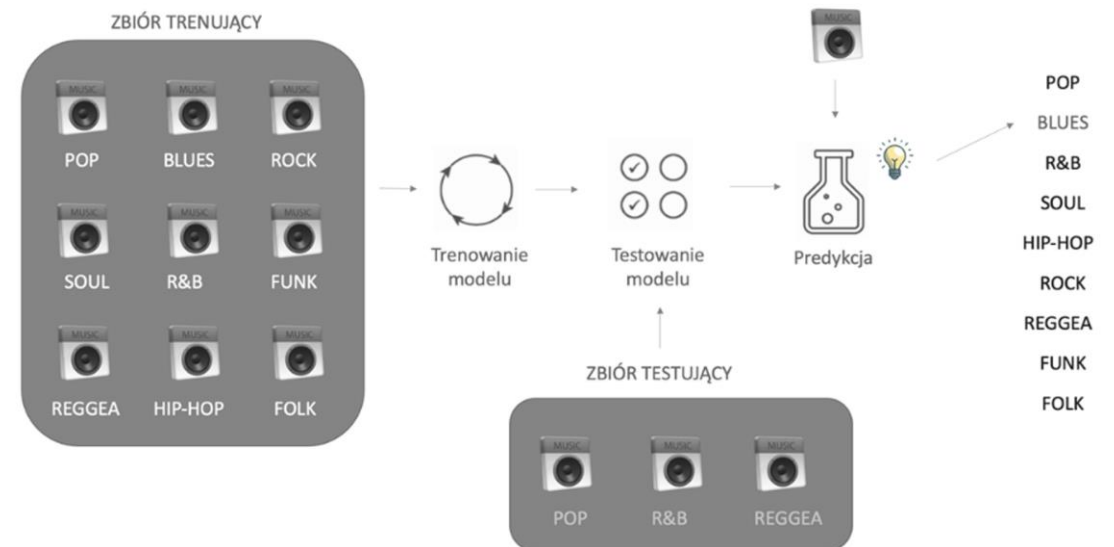 ZBIÓR TRENUJĄCY
MUSIC MUSIC MUSIC
POP BLUES ROCK
MUSIC MUSIC MUSIC
SOUL R&B FUNK
MUSIC MUSIC MUSIC
REGGEA HIP-HOP FOLK
Trenowanie
modelu
Testowanie
modelu
ZBIÓR TESTUJĄCY
MUSIC MUSIC MUSIC
POP R&B REGGEA
MUSIC
Predykcja
POP
BLUES
R&B
SOUL
HIP-HOP
ROCK
REGGEA
FUNK
FOLK